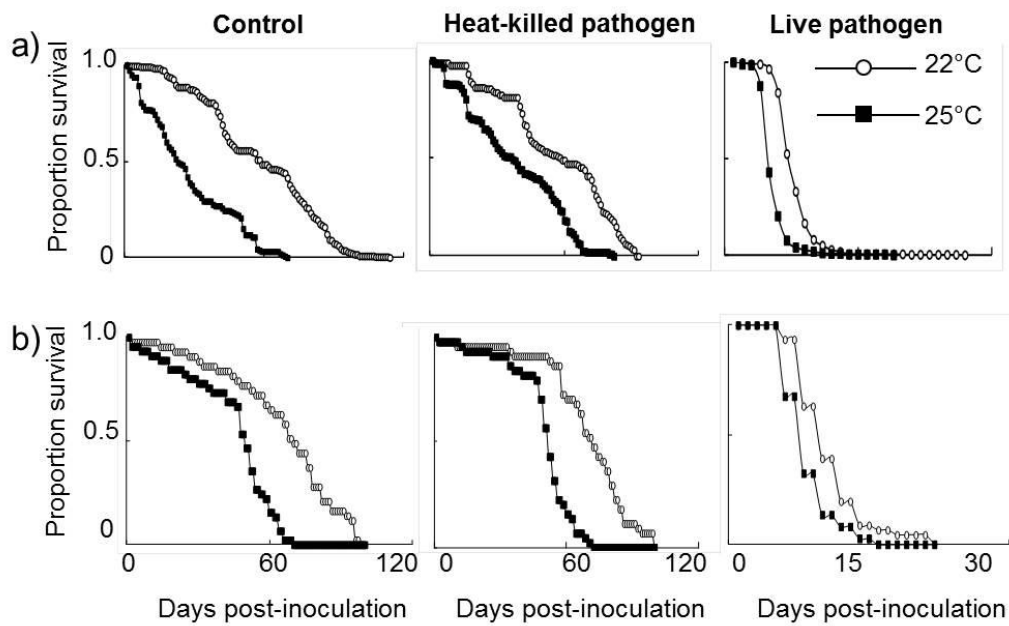 Control
Heat-killed pathogen
Live pathogen
a)
Proportion survival
1.0
0.5
0
22°C
25°C
b)
Proportion survival
1.0
0.5
0
0
60
120
0
60
120
0
15
30
Days post-inoculation
Days post-inoculation
Days post-inoculation